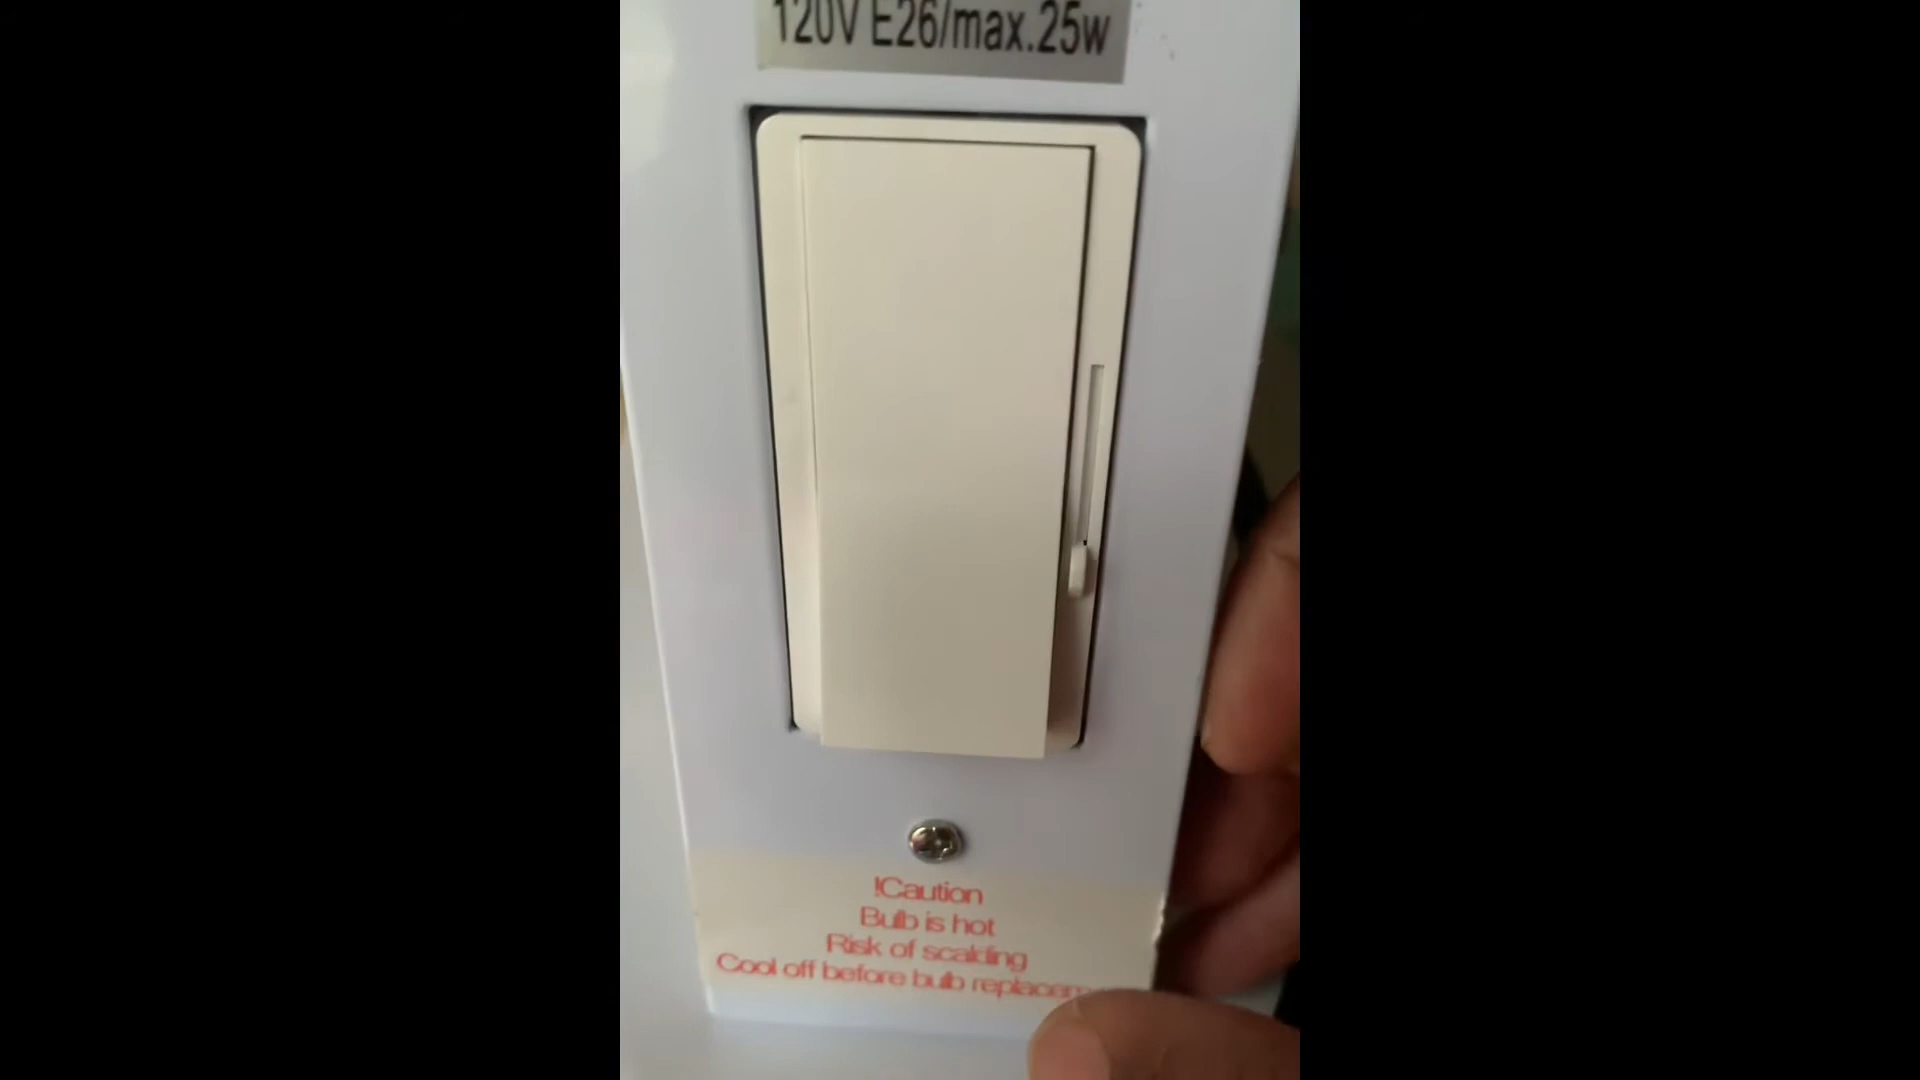 120V E26/max.25w
!Caution
Bulb is hot
Risk of scalding
Cool off before bulb